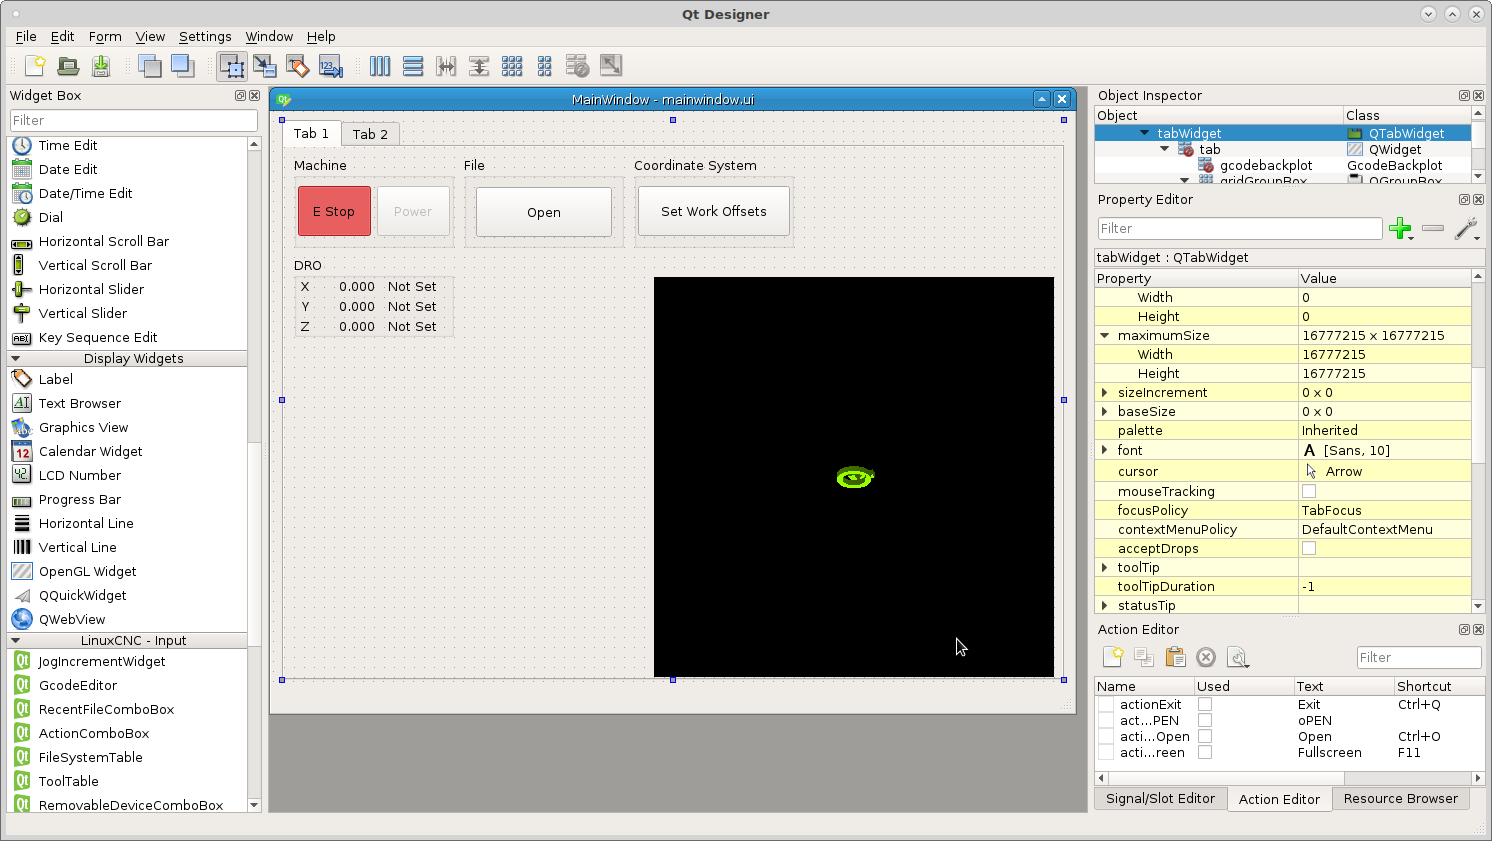 Qt Designer
File Edit Form View Settings Window Help
Widget Box
Filter
Time Edit
Date Edit
Date/Time Edit
Dial
Horizontal Scroll Bar
Vertical Scroll Bar
Horizontal Slider
Vertical Slider
Key Sequence Edit
Display Widgets
Label
Text Browser
Graphics View
Calendar Widget
LCD Number
Progress Bar
Horizontal Line
Vertical Line
OpenGL Widget
QQuickWidget
QWebView
LinuxCNC - Input
JogIncrementWidget
GcodeEditor
RecentFileComboBox
ActionComboBox
FileSystemTable
ToolTable
RemovableDeviceComboBox
MainWindow - mainwindow.ui
Tab 1 Tab 2
Machine File Coordinate System
E Stop Power Open Set Work Offsets
DRO
X 0.000 Not Set
Y 0.000 Not Set
Z 0.000 Not Set
Object Inspector
Object Class
tabWidget QTabWidget
tab QWidget
gcodebackplot GcodeBackplot
gridGroupBox QGroupBox
Property Editor
Filter
tabWidget : QTabWidget
Property Value
Width 0
Height 0
maximumSize 16777215 x 16777215
Width 16777215
Height 16777215
sizeIncrement 0 x 0
baseSize 0 x 0
palette Inherited
font A [Sans, 10]
cursor Arrow
mouseTracking
focusPolicy TabFocus
contextMenuPolicy DefaultContextMenu
acceptDrops
toolTip
toolTipDuration -1
statusTip
Action Editor
Filter
Name Used Text Shortcut
actionExit Exit Ctrl+Q
act...PEN oPEN
acti...Open Open Ctrl+O
acti...reen Fullscreen F11
Signal/Slot Editor Action Editor Resource Browser